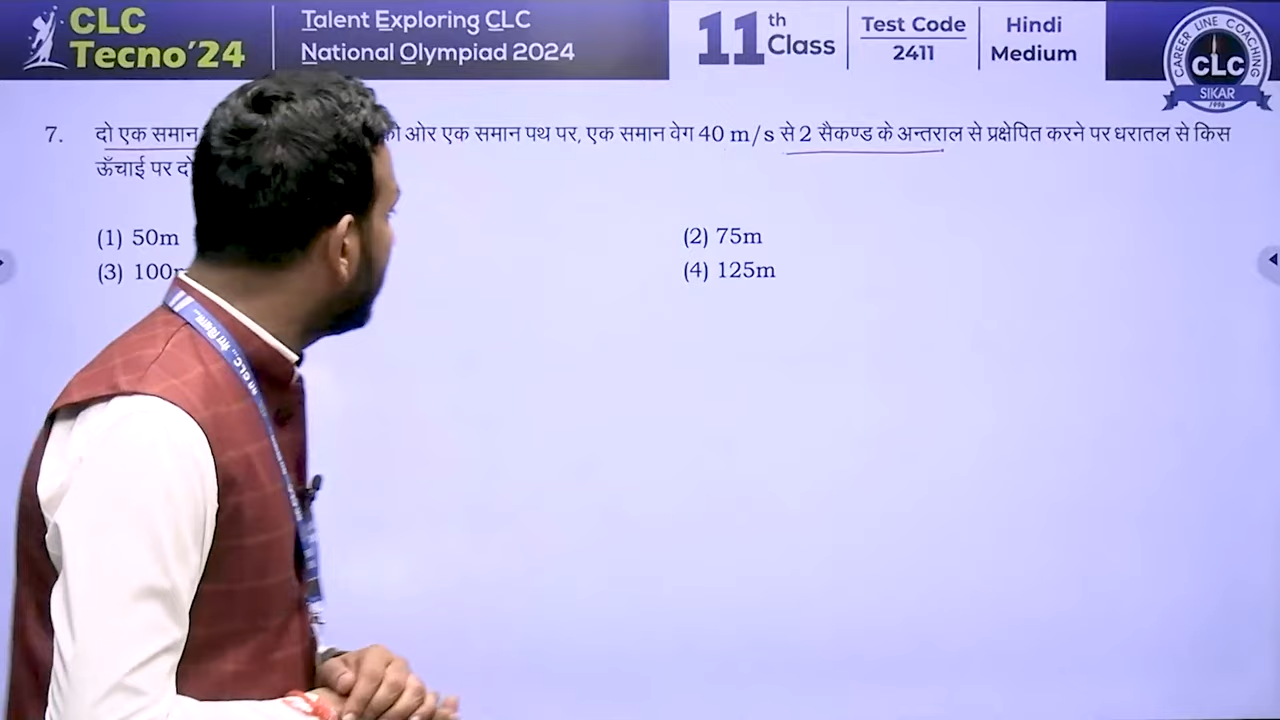 CLC
Tecno'24
Talent Exploring CLC
National Olympiad 2024
11th Class
Test Code
2411
Hindi
Medium
CAREER LINE COACHING
CLC
SIKAR
1996
7. दो एक समान ओर एक समान पथ पर, एक समान वेग 40 m/s से 2 सैकण्ड के अन्तराल से प्रक्षेपित करने पर धरातल से किस
ऊँचाई पर
(1) 50m
(2) 75m
(3)
(4) 125m
CLC